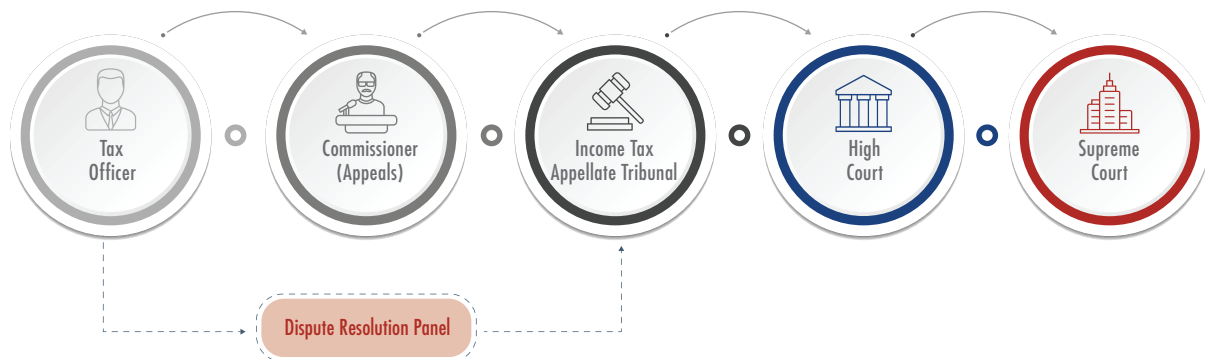 Tax
Officer
Commissioner
(Appeals)
Income Tax
Appellate Tribunal
High
Court
Supreme
Court
Dispute Resolution Panel